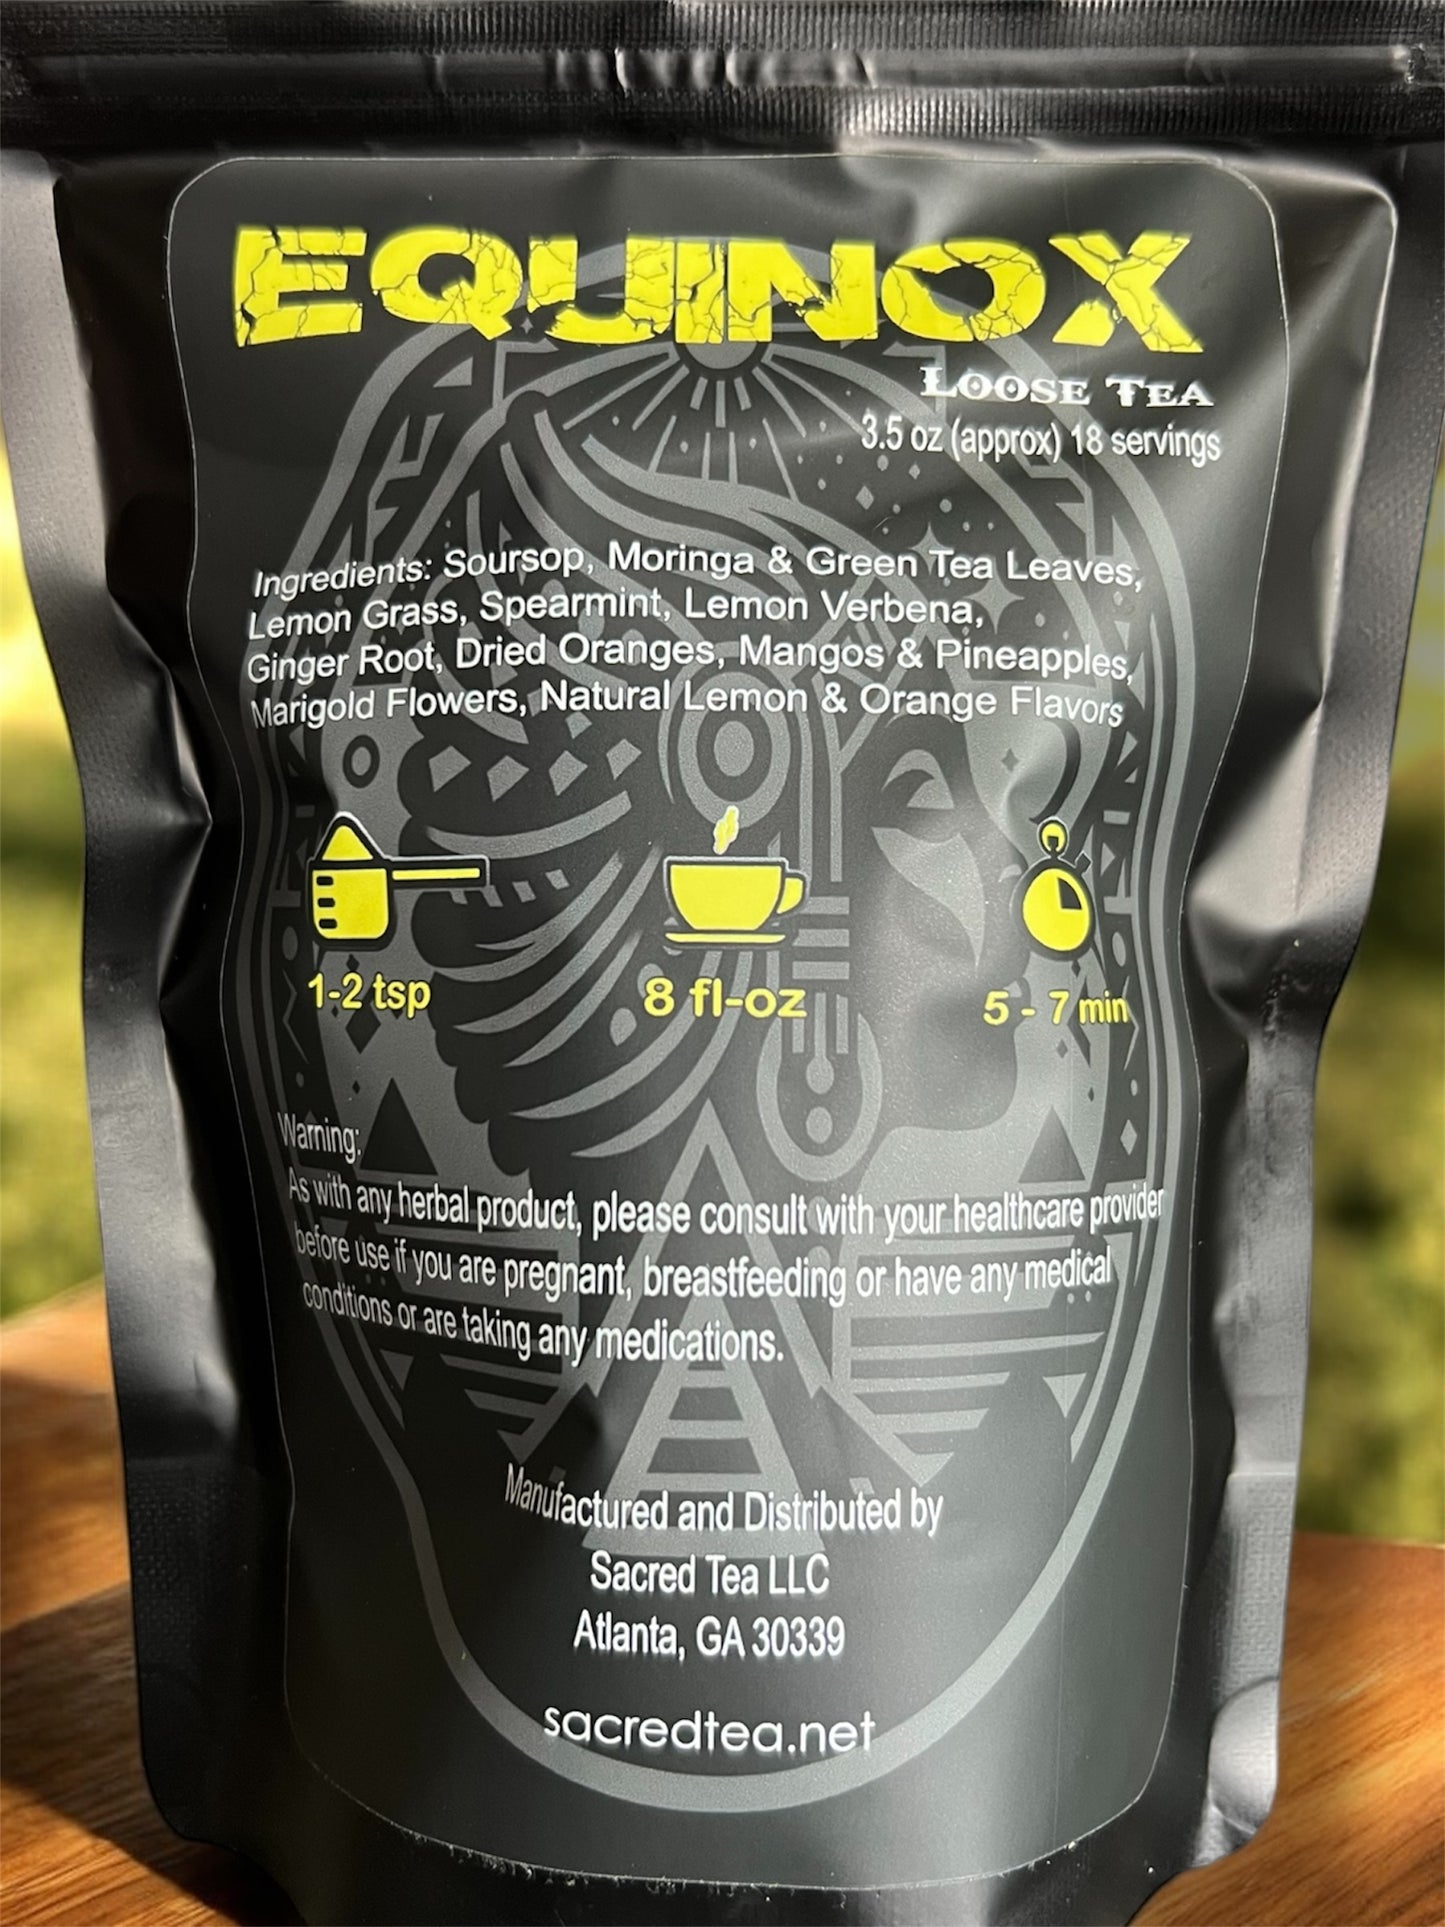 EQUINOX
Loose Tea
3.5 oz (approx) 18 servings
Ingredients: Soursop, Moringa & Green Tea Leaves,
Lemon Grass, Spearmint, Lemon Verbena,
Ginger Root, Dried Oranges, Mangos & Pineapples,
Marigold Flowers, Natural Lemon & Orange Flavors
1-2 tsp
8 fl-oz
5 - 7 min
Warning:
As with any herbal product, please consult with your healthcare provider
before use if you are pregnant, breastfeeding or have any medical
conditions or are taking any medications.
Manufactured and Distributed by
Sacred Tea LLC
Atlanta, GA 30339
sacredtea.net